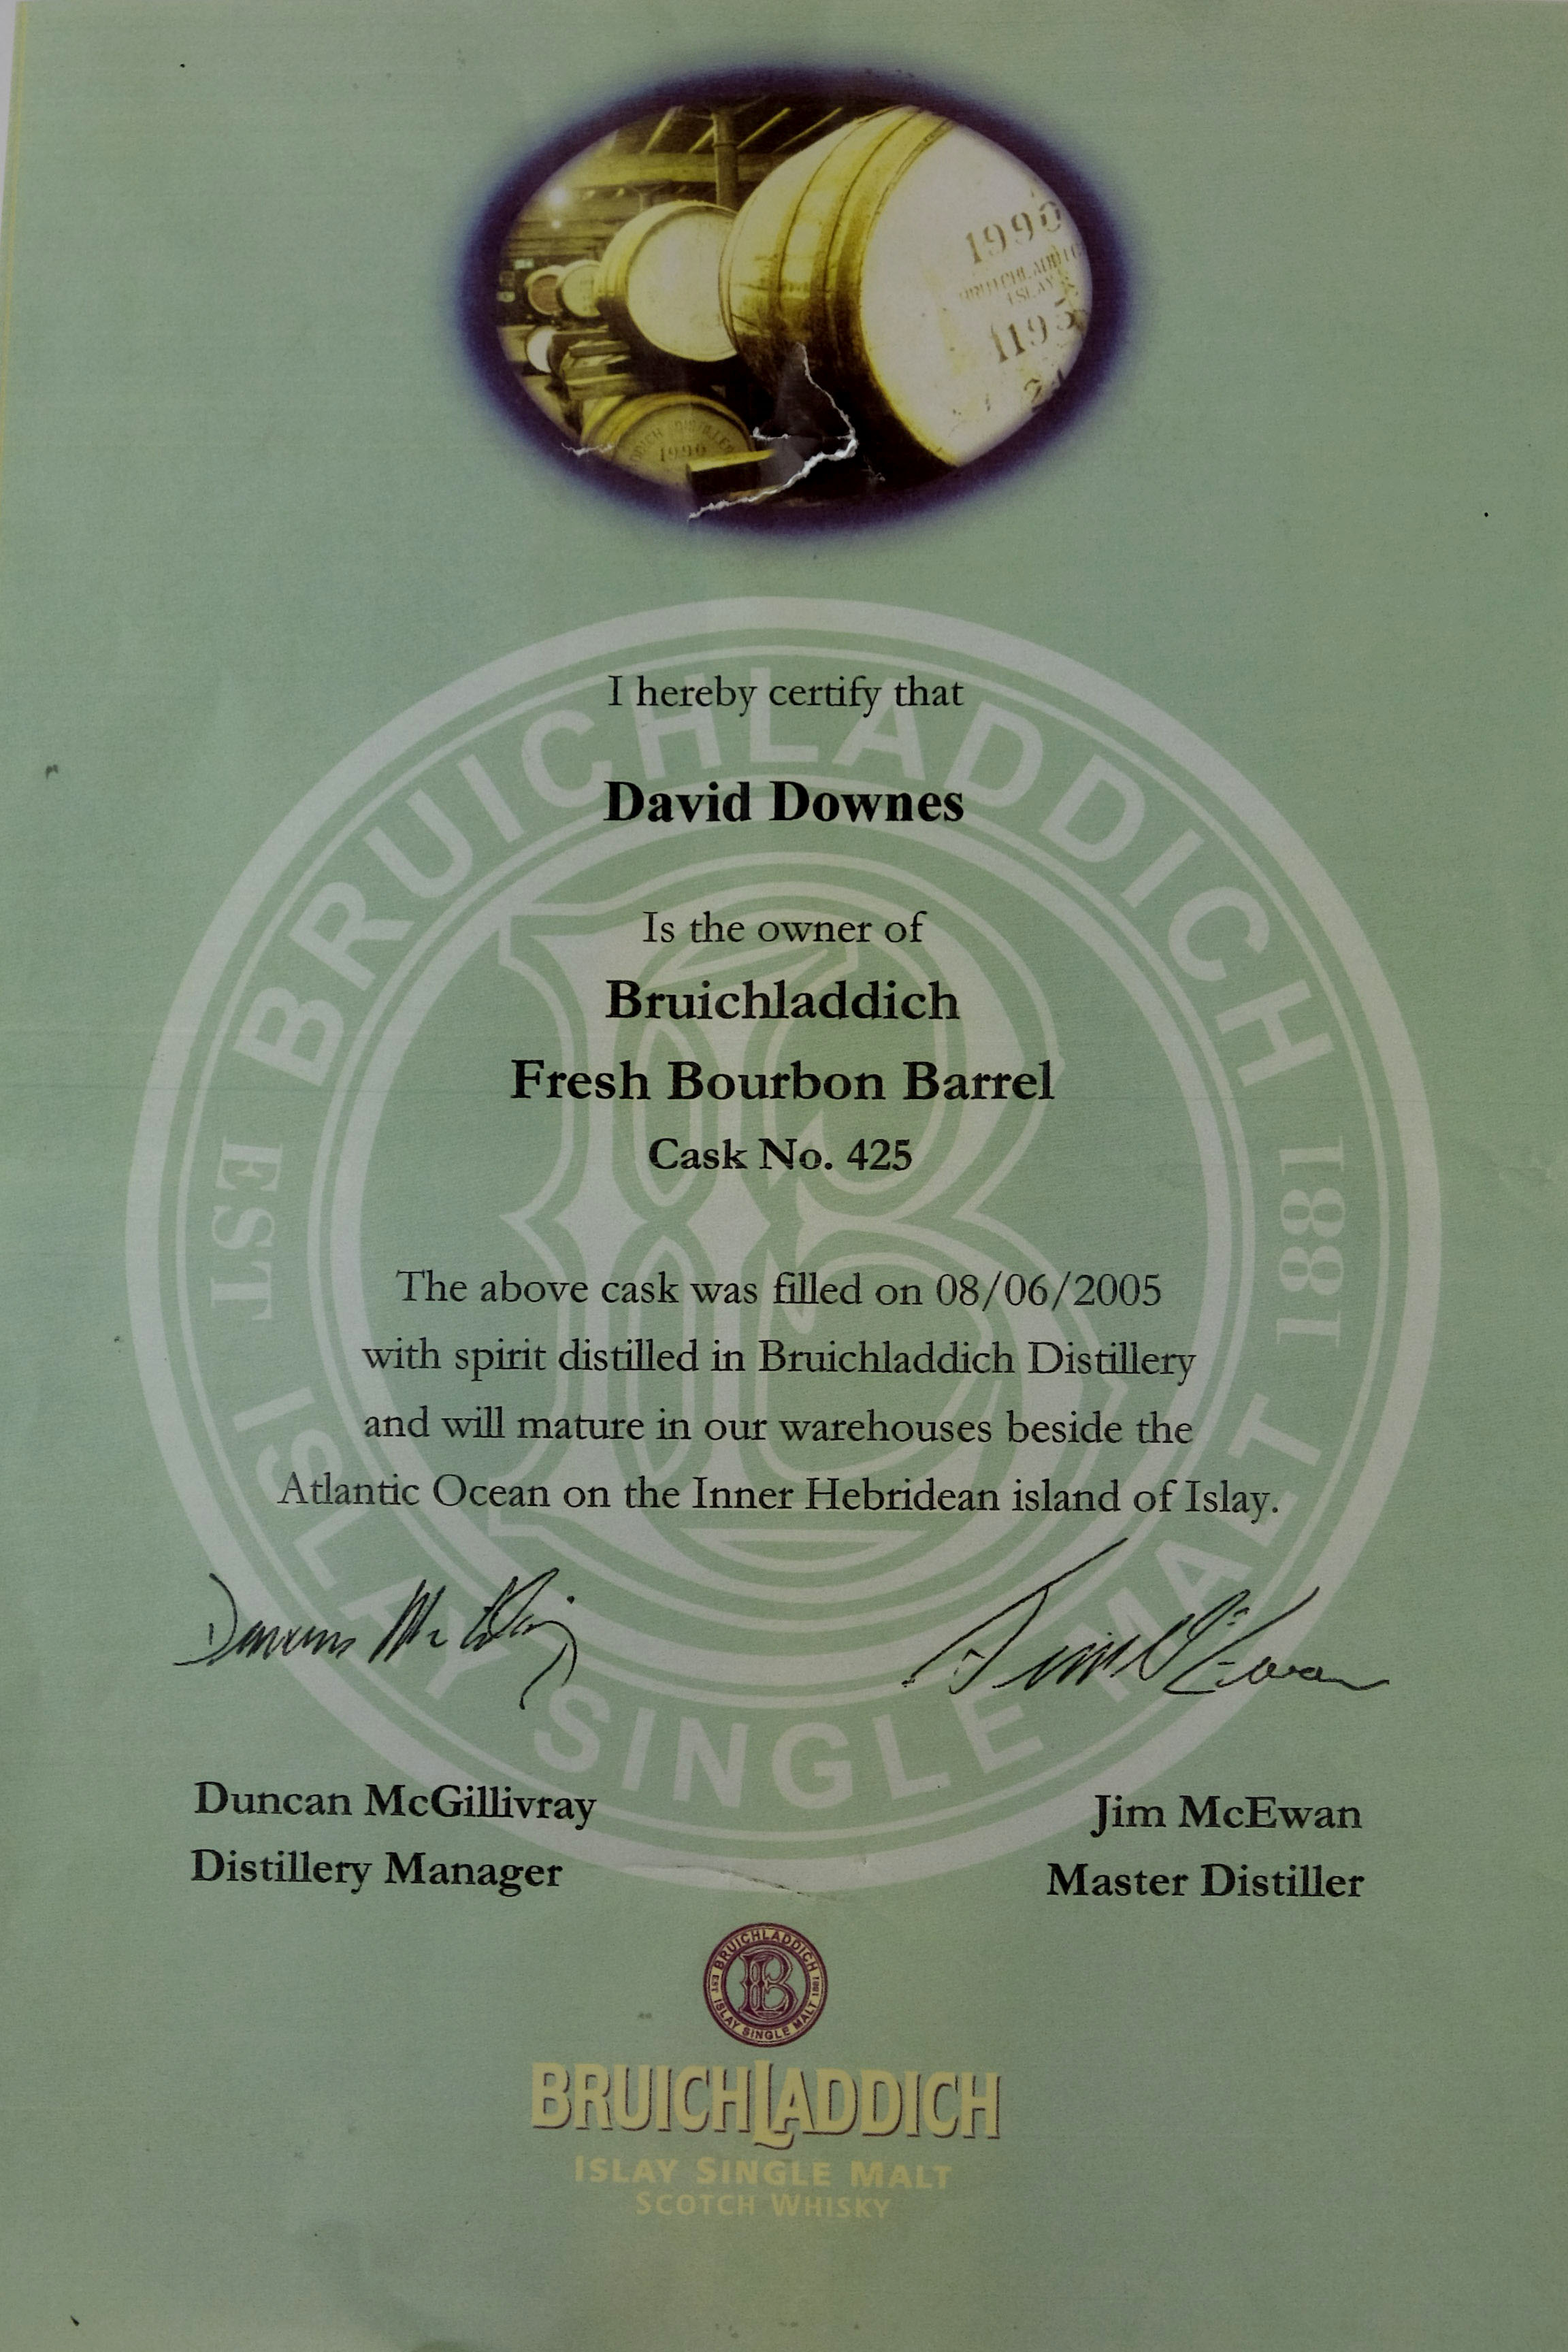 1990
BRUICHLADDICH
ISLAY
1195
DICH DISTILLE
1990
I hereby certify that
David Downes
Is the owner of
Bruichladdich
Fresh Bourbon Barrel
Cask No. 425
The above cask was filled on 08/06/2005
with spirit distilled in Bruichladdich Distillery
and will mature in our warehouses beside the
Atlantic Ocean on the Inner Hebridean island of Islay.
BRUICHLADDICH
EST 1881
ISLAY SINGLE MALT
Duncan McGillivray
Distillery Manager
Jim McEwan
Master Distiller
BRUICHLADDICH
EST 1881
ISLAY SINGLE MALT
BRUICHLADDICH
ISLAY SINGLE MALT
SCOTCH WHISKY